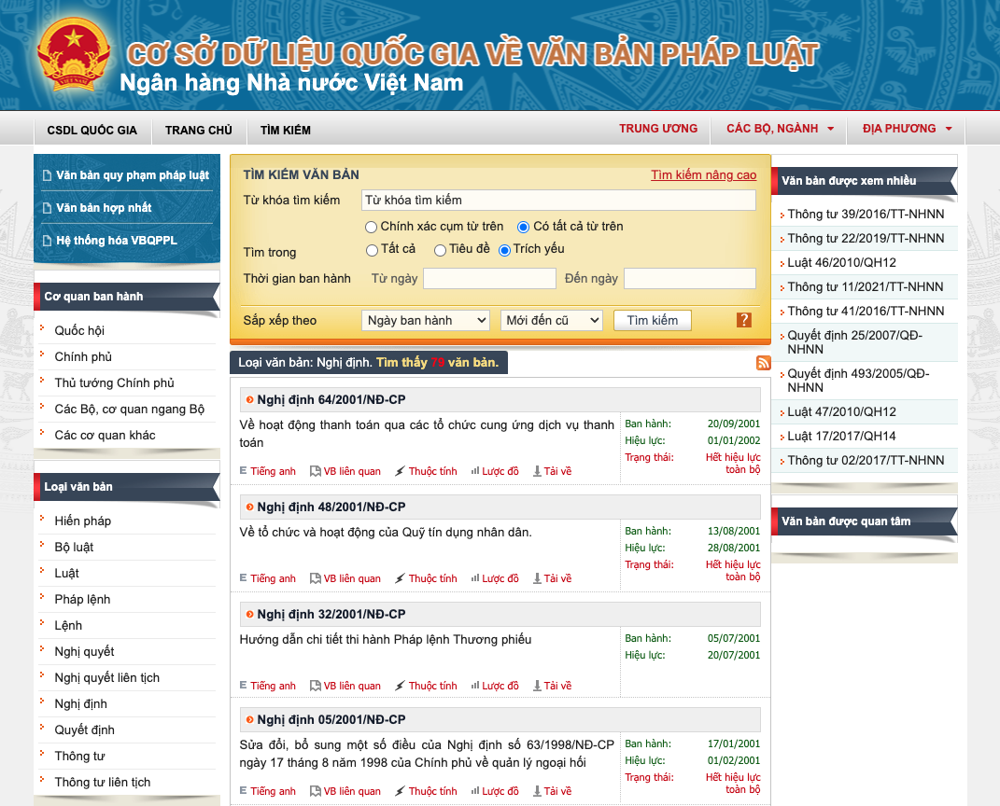 CƠ SỞ DỮ LIỆU QUỐC GIA VỀ VĂN BẢN PHÁP LUẬT
Ngân hàng Nhà nước Việt Nam
CSDL QUỐC GIA TRANG CHỦ TÌM KIẾM TRUNG ƯƠNG CÁC BỘ, NGÀNH ĐỊA PHƯƠNG
Văn bản quy phạm pháp luật
Văn bản hợp nhất
Hệ thống hóa VBQPPL
Cơ quan ban hành
Quốc hội
Chính phủ
Thủ tướng Chính phủ
Các Bộ, cơ quan ngang Bộ
Các cơ quan khác
Loại văn bản
Hiến pháp
Bộ luật
Luật
Pháp lệnh
Lệnh
Nghị quyết
Nghị quyết liên tịch
Nghị định
Quyết định
Thông tư
Thông tư liên tịch
TÌM KIẾM VĂN BẢN Tìm kiếm nâng cao
Từ khóa tìm kiếm Từ khóa tìm kiếm
Chính xác cụm từ trên Có tất cả từ trên
Tìm trong Tất cả Tiêu đề Trích yếu
Thời gian ban hành Từ ngày Đến ngày
Sắp xếp theo Ngày ban hành Mới đến cũ Tìm kiếm ?
Loại văn bản: Nghị định. Tìm thấy 79 văn bản.
Nghị định 64/2001/NĐ-CP
Về hoạt động thanh toán qua các tổ chức cung ứng dịch vụ thanh
toán
Ban hành: 20/09/2001
Hiệu lực: 01/01/2002
Trạng thái: Hết hiệu lực
toàn bộ
Tiếng anh VB liên quan Thuộc tính Lược đồ Tải về
Nghị định 48/2001/NĐ-CP
Về tổ chức và hoạt động của Quỹ tín dụng nhân dân.
Ban hành: 13/08/2001
Hiệu lực: 28/08/2001
Trạng thái: Hết hiệu lực
toàn bộ
Tiếng anh VB liên quan Thuộc tính Lược đồ Tải về
Nghị định 32/2001/NĐ-CP
Hướng dẫn chi tiết thi hành Pháp lệnh Thương phiếu
Ban hành: 05/07/2001
Hiệu lực: 20/07/2001
Tiếng anh VB liên quan Thuộc tính Lược đồ Tải về
Nghị định 05/2001/NĐ-CP
Sửa đổi, bổ sung một số điều của Nghị định số 63/1998/NĐ-CP
ngày 17 tháng 8 năm 1998 của Chính phủ về quản lý ngoại hối
Ban hành: 17/01/2001
Hiệu lực: 01/02/2001
Trạng thái: Hết hiệu lực
toàn bộ
Tiếng anh VB liên quan Thuộc tính Lược đồ Tải về
Văn bản được xem nhiều
Thông tư 39/2016/TT-NHNN
Thông tư 22/2019/TT-NHNN
Luật 46/2010/QH12
Thông tư 11/2021/TT-NHNN
Thông tư 41/2016/TT-NHNN
Quyết định 25/2007/QĐ-
NHNN
Quyết định 493/2005/QĐ-
NHNN
Luật 47/2010/QH12
Luật 17/2017/QH14
Thông tư 02/2017/TT-NHNN
Văn bản được quan tâm